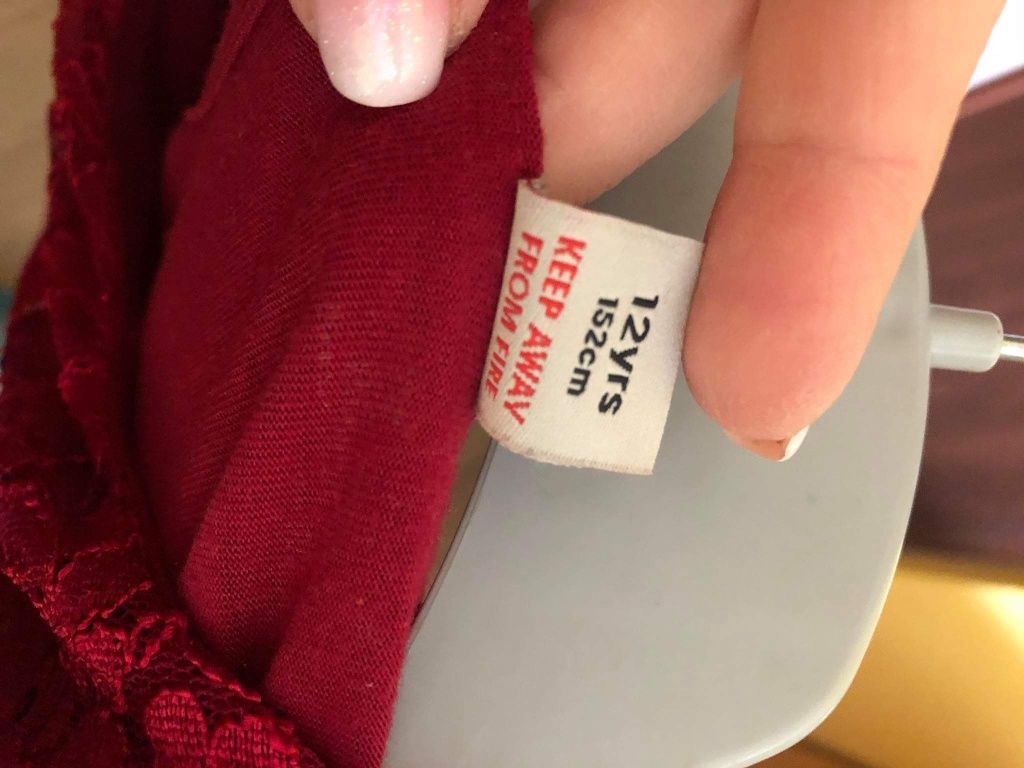 12yrs
152cm
KEEP AWAY
FROM FIRE